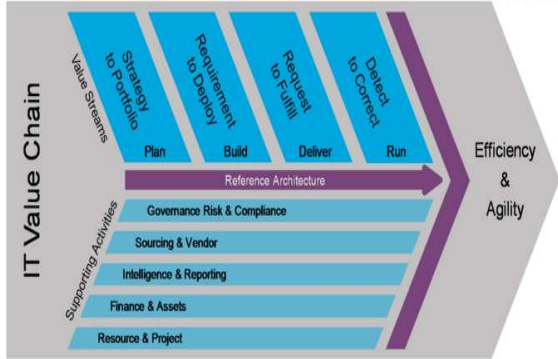 IT Value Chain
Value Streams
Strategy
to Portfolio
Plan
Requirement
to Deploy
Build
Request
to Fulfill
Deliver
Detect
to Correct
Run
Reference Architecture
Efficiency
&
Agility
Supporting Activities
Governance Risk & Compliance
Sourcing & Vendor
Intelligence & Reporting
Finance & Assets
Resource & Project